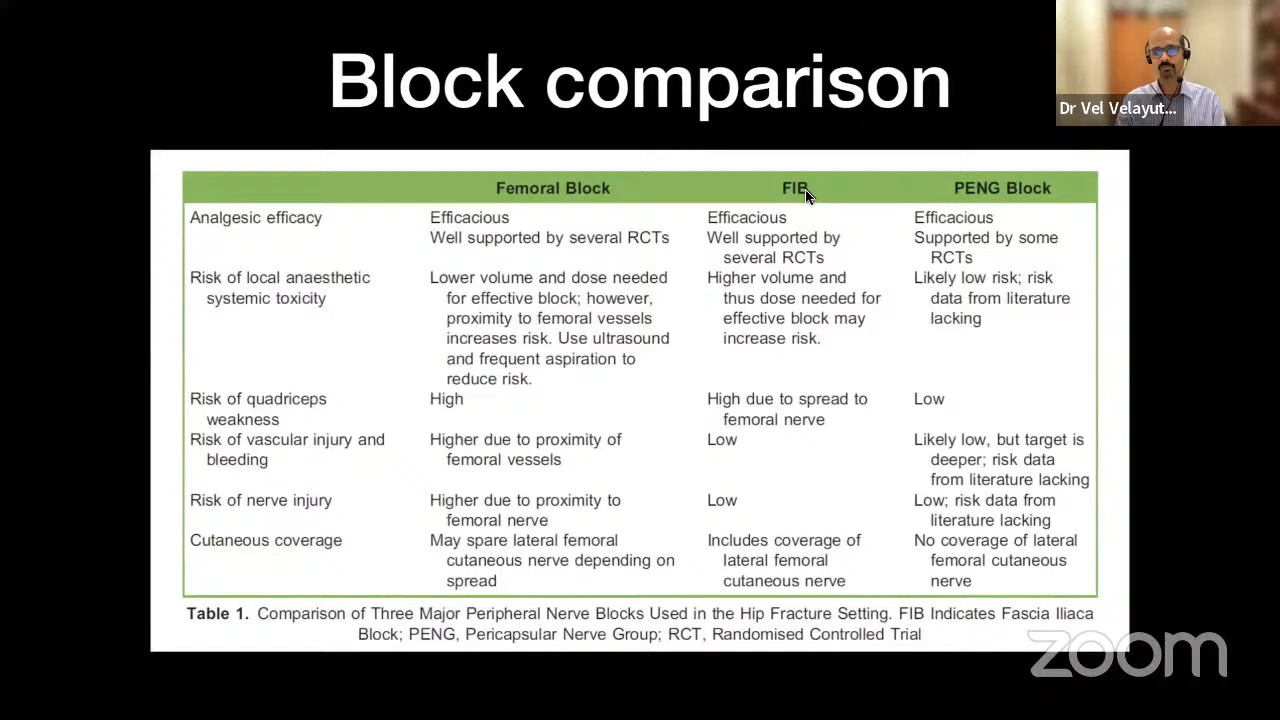 Block comparison
Dr Vel Velayut...
Femoral Block FIB PENG Block
Analgesic efficacy Efficacious Efficacious Efficacious
Well supported by several RCTs Well supported by Supported by some
several RCTs RCTs
Risk of local anaesthetic Lower volume and dose needed Higher volume and Likely low risk; risk
systemic toxicity for effective block; however, thus dose needed for data from literature
proximity to femoral vessels effective block may lacking
increases risk. Use ultrasound increase risk.
and frequent aspiration to
reduce risk.
Risk of quadriceps High High due to spread to Low
weakness femoral nerve
Risk of vascular injury and Higher due to proximity of Low Likely low, but target is
bleeding femoral vessels deeper; risk data
from literature lacking
Risk of nerve injury Higher due to proximity to Low Low; risk data from
femoral nerve literature lacking
Cutaneous coverage May spare lateral femoral Includes coverage of No coverage of lateral
cutaneous nerve depending on lateral femoral femoral cutaneous
spread cutaneous nerve nerve
Table 1. Comparison of Three Major Peripheral Nerve Blocks Used in the Hip Fracture Setting. FIB Indicates Fascia Iliaca
Block; PENG, Pericapsular Nerve Group; RCT, Randomised Controlled Trial
zoom